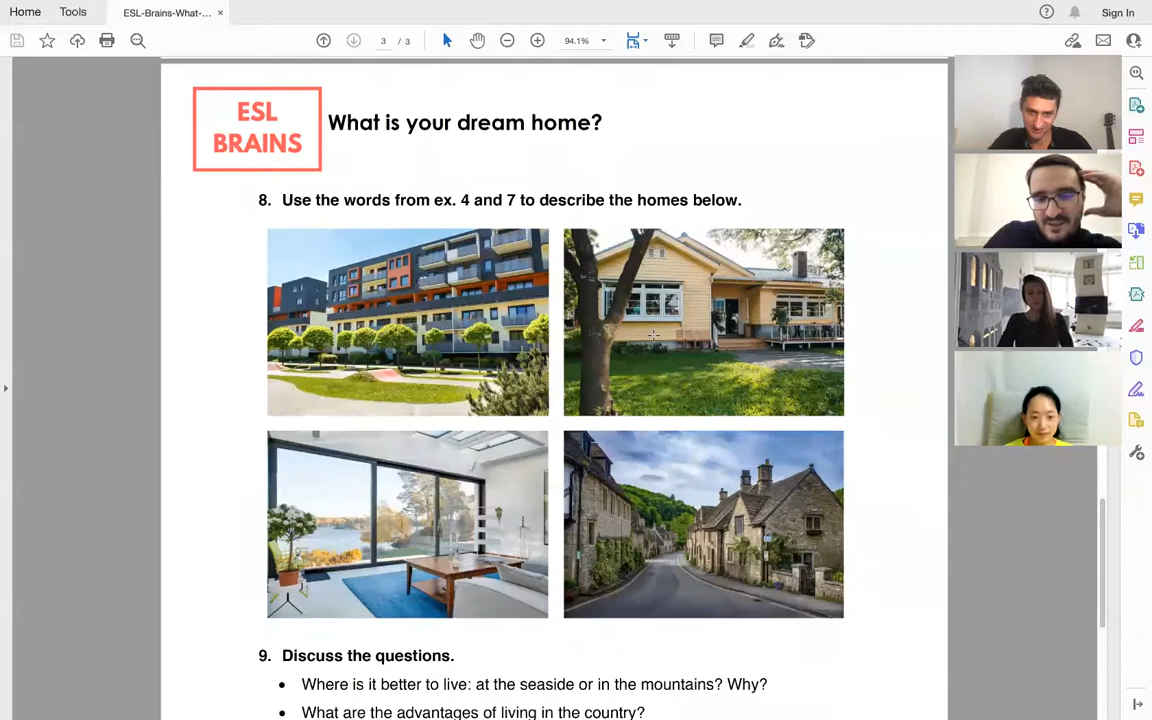 Home Tools ESL-Brains-What-... × Sign In
3 / 3 94.1%
ESL
BRAINS
What is your dream home?
8. Use the words from ex. 4 and 7 to describe the homes below.
9. Discuss the questions.
• Where is it better to live: at the seaside or in the mountains? Why?
• What are the advantages of living in the country?